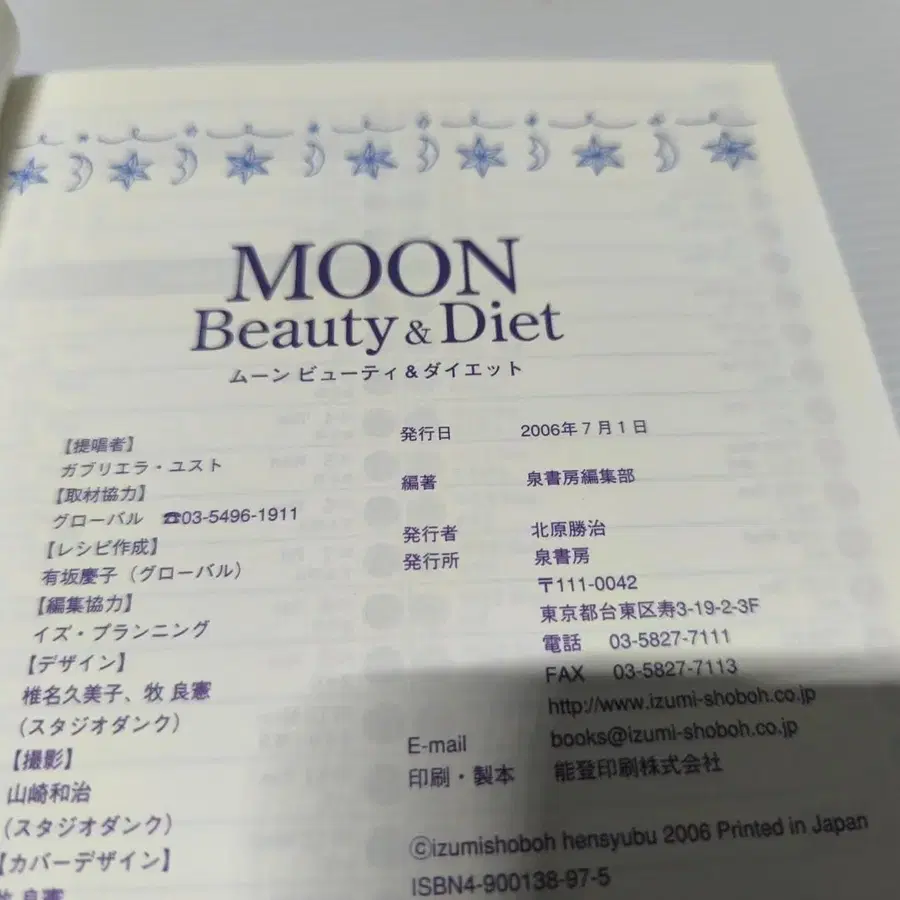 MOON
Beauty & Diet
ムーン ビューティ&ダイエット
【提唱者】
ガブリエラ・ユスト
【取材協力】
グローバル ☎03-5496-1911
【レシピ作成】
有坂慶子（グローバル）
【編集協力】
イズ・プランニング
【デザイン】
椎名久美子、牧 良憲
（スタジオダンク）
【撮影】
山崎和治
（スタジオダンク）
【カバーデザイン】
牧 良憲
発行日 2006年7月1日
編著 泉書房編集部
発行者 北原勝治
発行所 泉書房
〒111-0042
東京都台東区寿3-19-2-3F
電話 03-5827-7111
FAX 03-5827-7113
http://www.izumi-shoboh.co.jp
E-mail books@izumi-shoboh.co.jp
印刷・製本 能登印刷株式会社
©izumishoboh hensyubu 2006 Printed in Japan
ISBN4-900138-97-5